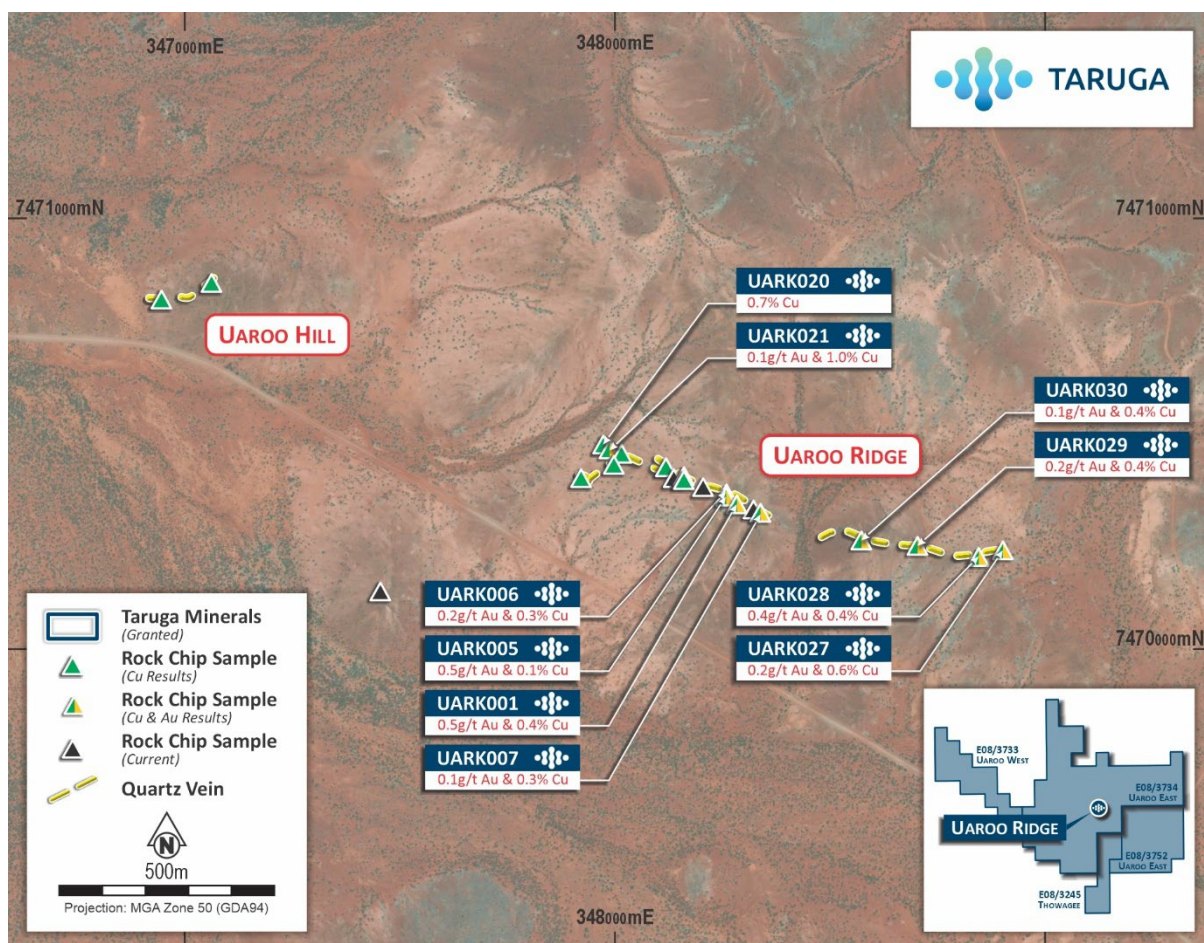 347000mE
348000mE
TARUGA
7471000mN
7471000mN
UAROO HILL
UARK020
0.7% Cu
UARK021
0.1g/t Au & 1.0% Cu
UARK030
0.1g/t Au & 0.4% Cu
UARK029
0.2g/t Au & 0.4% Cu
UAROO RIDGE
UARK006
0.2g/t Au & 0.3% Cu
UARK005
0.5g/t Au & 0.1% Cu
UARK001
0.5g/t Au & 0.4% Cu
UARK007
0.1g/t Au & 0.3% Cu
UARK028
0.4g/t Au & 0.4% Cu
UARK027
0.2g/t Au & 0.6% Cu
7470000mN
Taruga Minerals
(Granted)
Rock Chip Sample
(Cu Results)
Rock Chip Sample
(Cu & Au Results)
Rock Chip Sample
(Current)
Quartz Vein
N
500m
Projection: MGA Zone 50 (GDA94)
348000mE
E08/3733
UAROO WEST
E08/3734
UAROO EAST
UAROO RIDGE
E08/3752
UAROO EAST
E08/3245
THOWAGEE